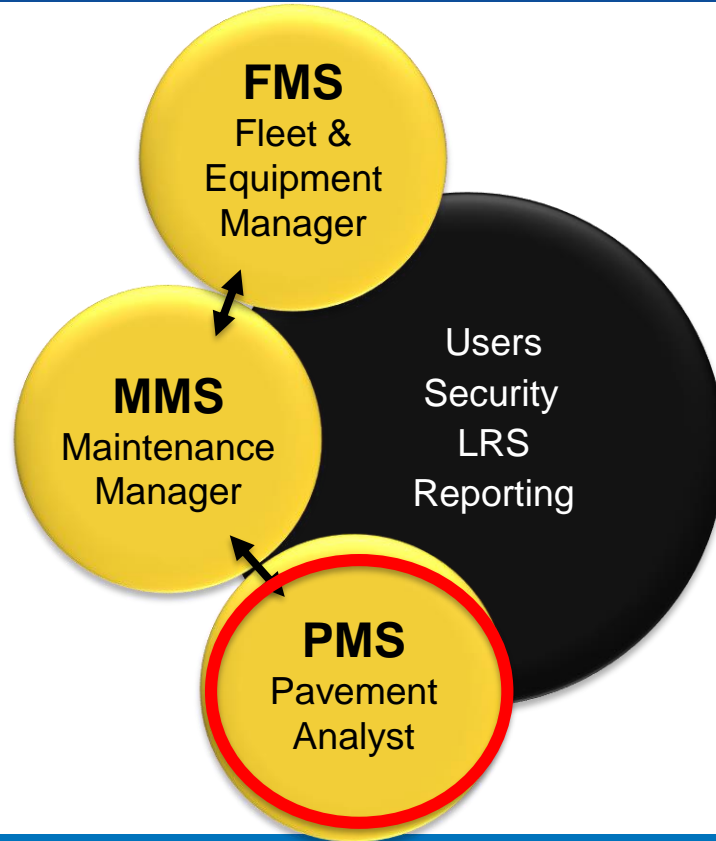 FMS
Fleet &
Equipment
Manager
Users
Security
LRS
Reporting
MMS
Maintenance
Manager
PMS
Pavement
Analyst